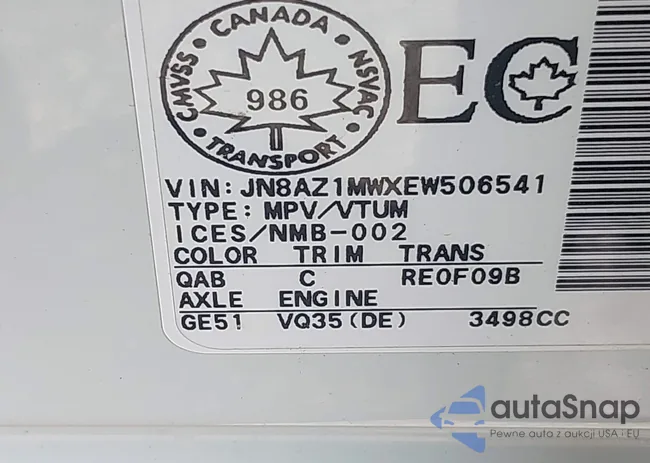 CANADA
CMVSS
NSVAC
986
TRANSPORT
EC
VIN: JN8AZ1MWXEW506541
TYPE: MPV/VTUM
ICES/NMB-002
COLOR TRIM TRANS
QAB C RE0F09B
AXLE ENGINE
GE51 VQ35(DE) 3498CC
autaSnap
Pewne auta z aukcji USA i EU